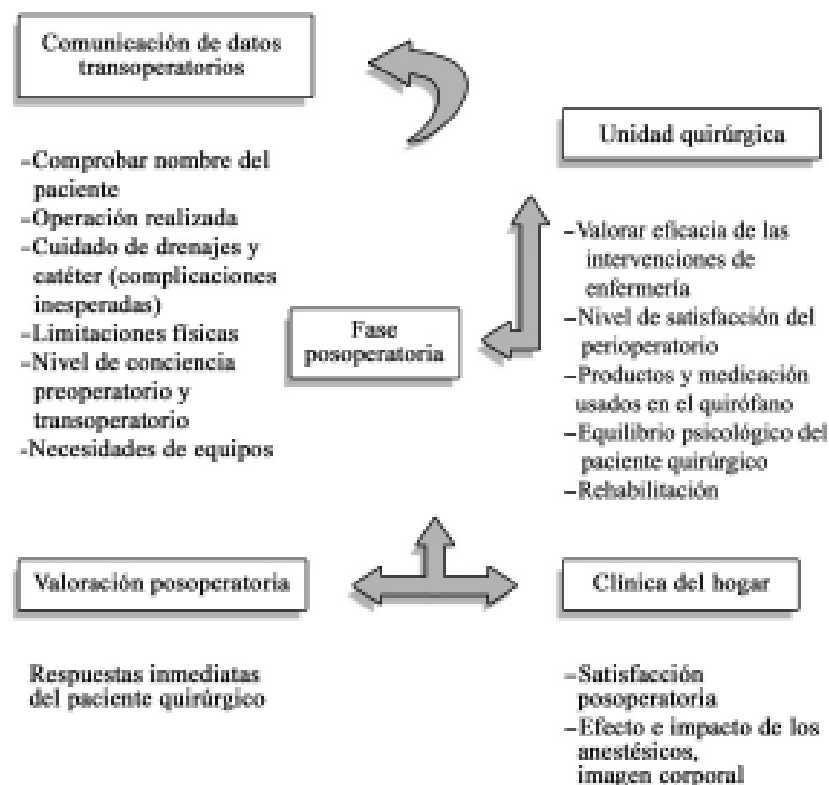 Comunicación de datos
transoperatorios
-Comprobar nombre del
paciente
-Operación realizada
-Cuidado de drenajes y
catéter (complicaciones
inesperadas)
-Limitaciones físicas
-Nivel de conciencia
preoperatorio y
transoperatorio
-Necesidades de equipos
Unidad quirúrgica
-Valorar eficacia de las
intervenciones de
enfermería
-Nivel de satisfacción del
perioperatorio
-Productos y medicación
usados en el quirófano
-Equilibrio psicológico del
paciente quirúrgico
-Rehabilitación
Fase
posoperatoria
Valoración posoperatoria
Respuestas inmediatas
del paciente quirúrgico
Clínica del hogar
-Satisfacción
posoperatoria
-Efecto e impacto de los
anestésicos,
imagen corporal